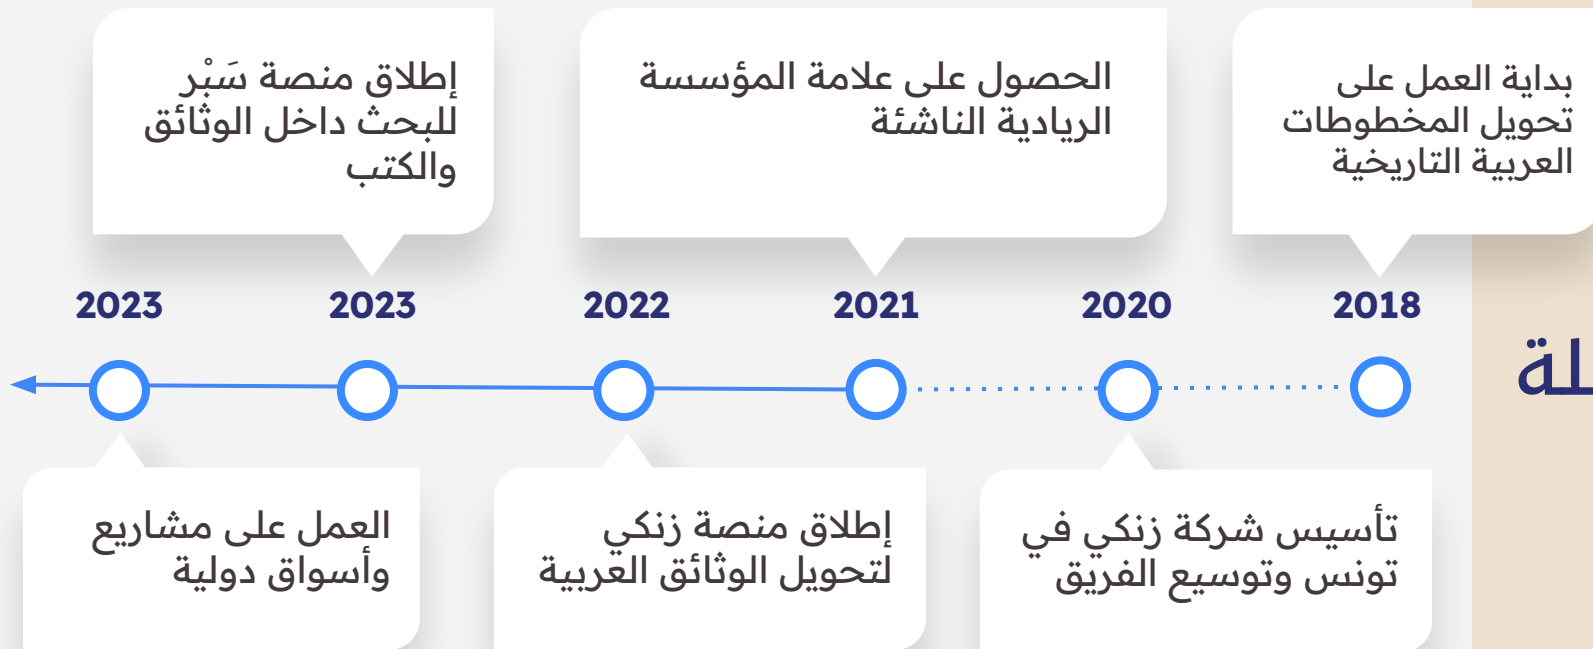 بداية العمل على
تحويل المخطوطات
العربية التاريخية
الحصول على علامة المؤسسة
الريادية الناشئة
إطلاق منصة سَبْر
للبحث داخل الوثائق
والكتب
2018
2020
2021
2022
2023
2023
تأسيس شركة زنكي في
تونس وتوسيع الفريق
إطلاق منصة زنكي
لتحويل الوثائق العربية
العمل على مشاريع
وأسواق دولية